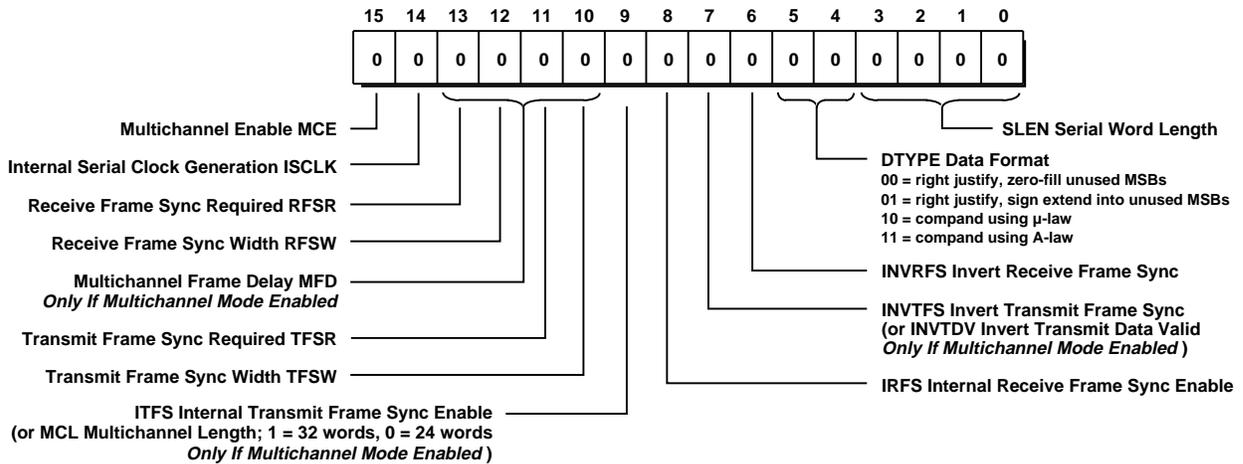 15 14 13 12 11 10 9 8 7 6 5 4 3 2 1 0
0 0 0 0 0 0 0 0 0 0 0 0 0 0 0 0
Multichannel Enable MCE
Internal Serial Clock Generation ISCLK
Receive Frame Sync Required RFSR
Receive Frame Sync Width RFSW
Multichannel Frame Delay MFD
Only If Multichannel Mode Enabled
Transmit Frame Sync Required TFSR
Transmit Frame Sync Width TFSW
ITFS Internal Transmit Frame Sync Enable
(or MCL Multichannel Length; 1 = 32 words, 0 = 24 words
Only If Multichannel Mode Enabled )
SLEN Serial Word Length
DTYPE Data Format
00 = right justify, zero-fill unused MSBs
01 = right justify, sign extend into unused MSBs
10 = compand using μ-law
11 = compand using A-law
INVRFS Invert Receive Frame Sync
INVTFS Invert Transmit Frame Sync
(or INVTDV Invert Transmit Data Valid
Only If Multichannel Mode Enabled )
IRFS Internal Receive Frame Sync Enable